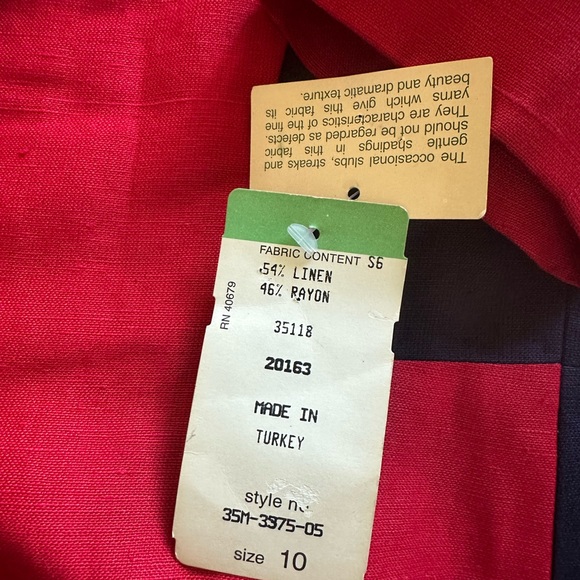 The occasional slubs, streaks and
gentle shadings in this fabric
should not be regarded as defects.
They are characteristics of the fine
yarns which give this fabric its
beauty and dramatic texture.
FABRIC CONTENT S6
54% LINEN
46% RAYON
RN 40679
35118
20163
MADE IN
TURKEY
style no.
35M-3975-05
size 10